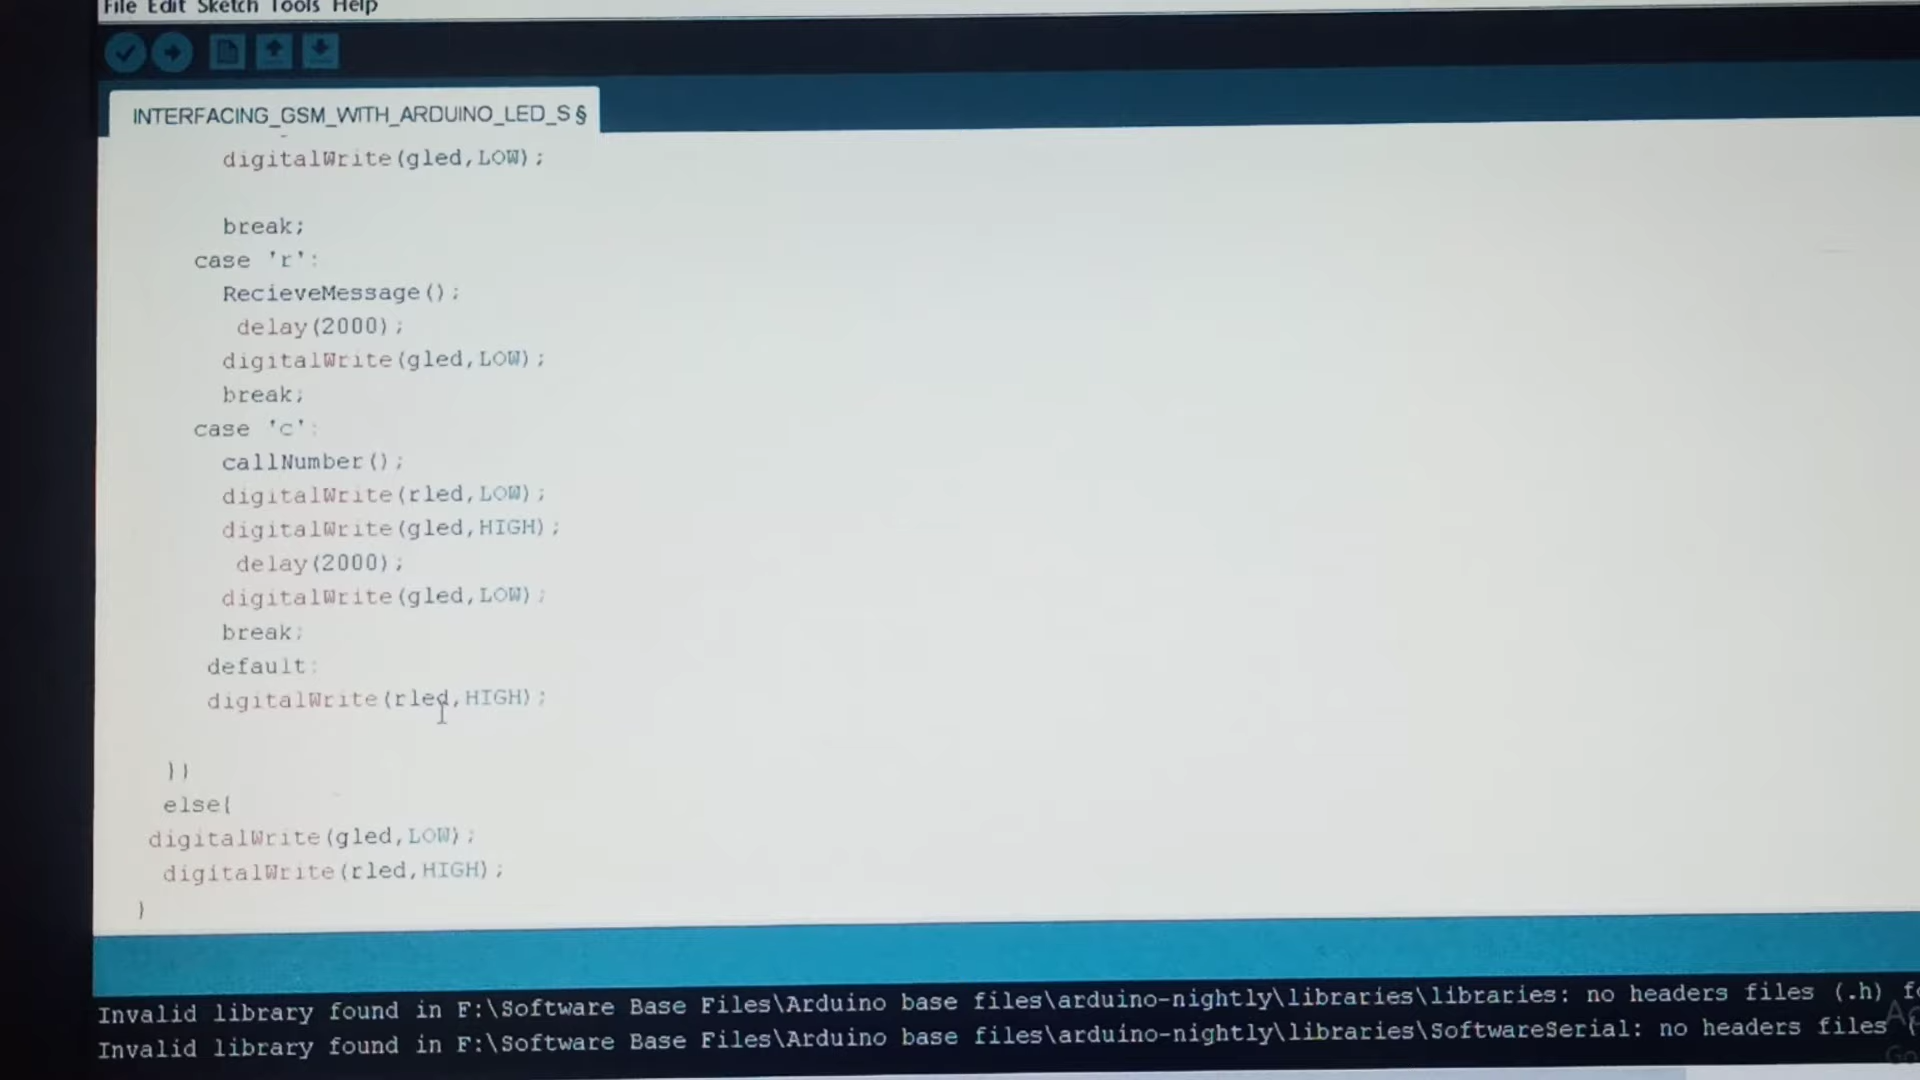 File Edit Sketch Tools Help
INTERFACING_GSM_WITH_ARDUINO_LED_S §
digitalWrite(gled,LOW);
break;
case 'r':
RecieveMessage();
delay(2000);
digitalWrite(gled,LOW);
break;
case 'c':
callNumber();
digitalWrite(rled,LOW);
digitalWrite(gled,HIGH);
delay(2000);
digitalWrite(gled,LOW);
break;
default:
digitalWrite(rled,HIGH);
}}
else{
digitalWrite(gled,LOW);
digitalWrite(rled,HIGH);
}
Invalid library found in F:\Software Base Files\Arduino base files\arduino-nightly\libraries\libraries: no headers files (.h)
Invalid library found in F:\Software Base Files\Arduino base files\arduino-nightly\libraries\SoftwareSerial: no headers files